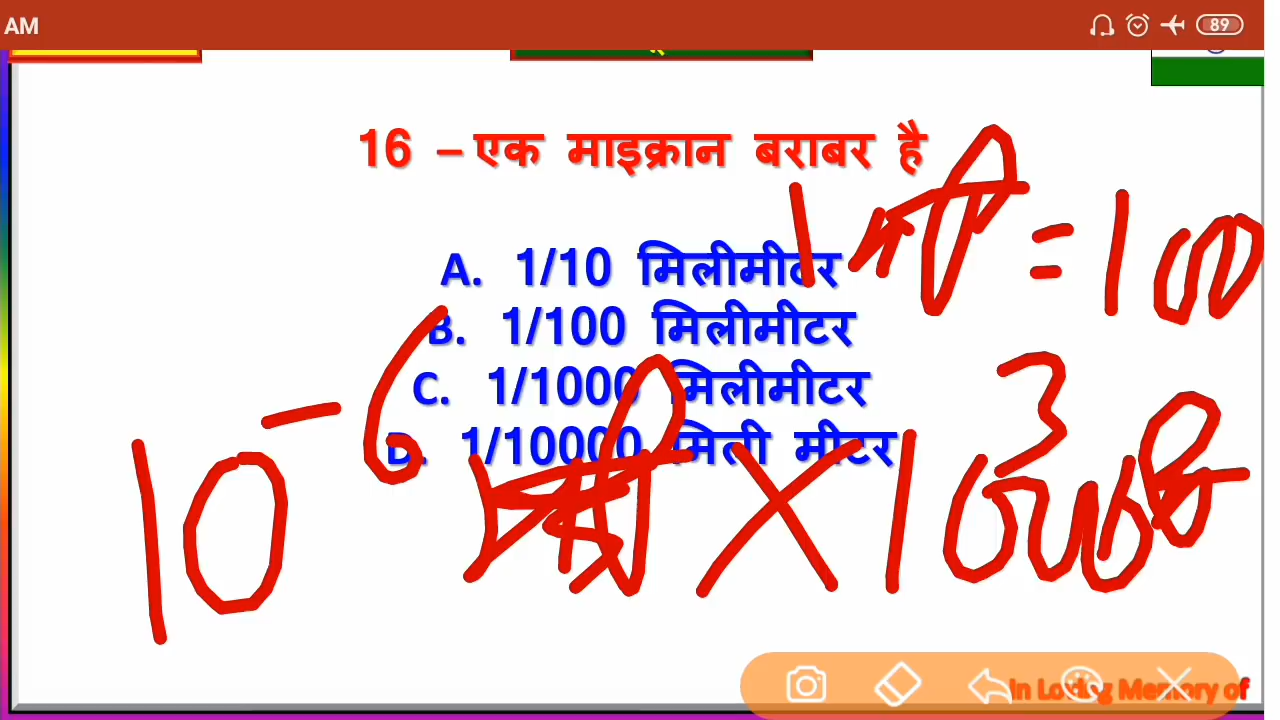 AM
89
16 – एक माइक्रान बराबर है
1 मी = 100
A. 1/10 मिलीमीटर
B. 1/100 मिलीमीटर
C. 1/1000 मिलीमीटर
D. 1/10000 मिली मीटर
10⁻⁶
× 10³
In Loving Memory of